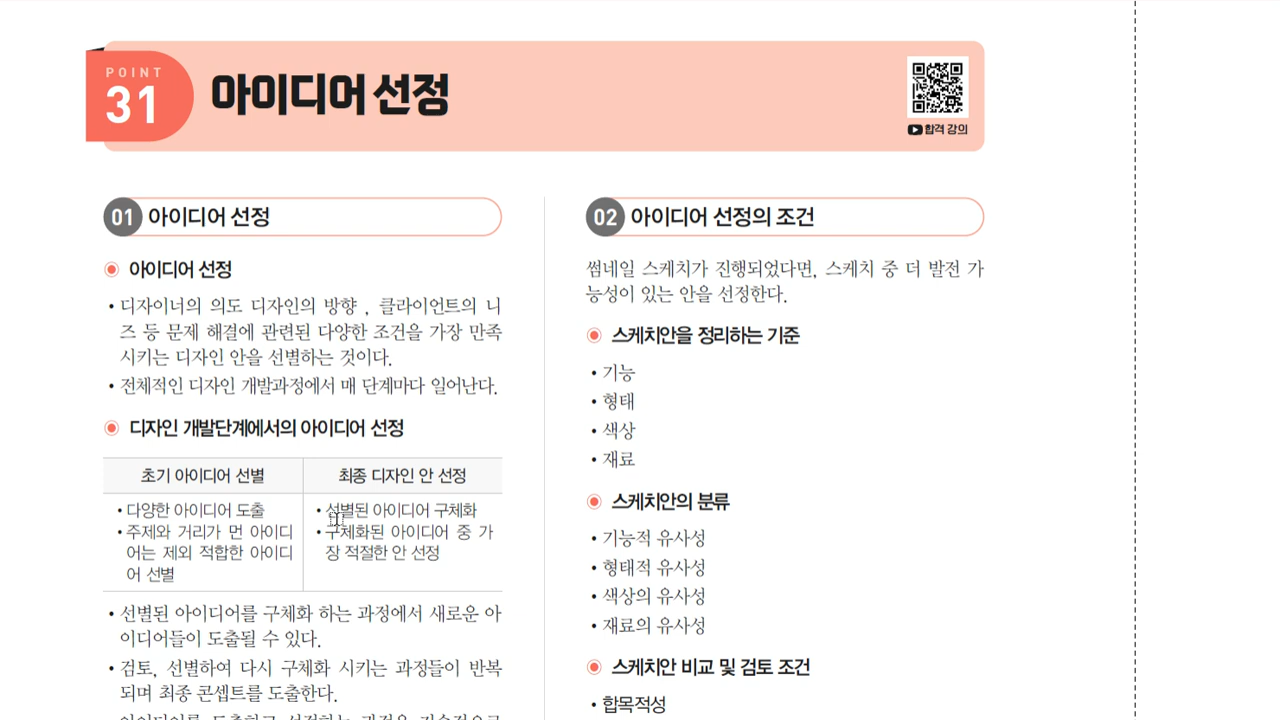 POINT
31
아이디어 선정
합격 강의
01 아이디어 선정
아이디어 선정
• 디자이너의 의도 디자인의 방향 , 클라이언트의 니
즈 등 문제 해결에 관련된 다양한 조건을 가장 만족
시키는 디자인 안을 선별하는 것이다.
• 전체적인 디자인 개발과정에서 매 단계마다 일어난다.
디자인 개발단계에서의 아이디어 선정
초기 아이디어 선별
• 다양한 아이디어 도출
• 주제와 거리가 먼 아이디
어는 제외 적합한 아이디
어 선별
최종 디자인 안 선정
• 선별된 아이디어 구체화
• 구체화된 아이디어 중 가
장 적절한 안 선정
• 선별된 아이디어를 구체화 하는 과정에서 새로운 아
이디어들이 도출될 수 있다.
• 검토, 선별하여 다시 구체화 시키는 과정들이 반복
되며 최종 콘셉트를 도출한다.
02 아이디어 선정의 조건
썸네일 스케치가 진행되었다면, 스케치 중 더 발전 가
능성이 있는 안을 선정한다.
스케치안을 정리하는 기준
• 기능
• 형태
• 색상
• 재료
스케치안의 분류
• 기능적 유사성
• 형태적 유사성
• 색상의 유사성
• 재료의 유사성
스케치안 비교 및 검토 조건
• 합목적성